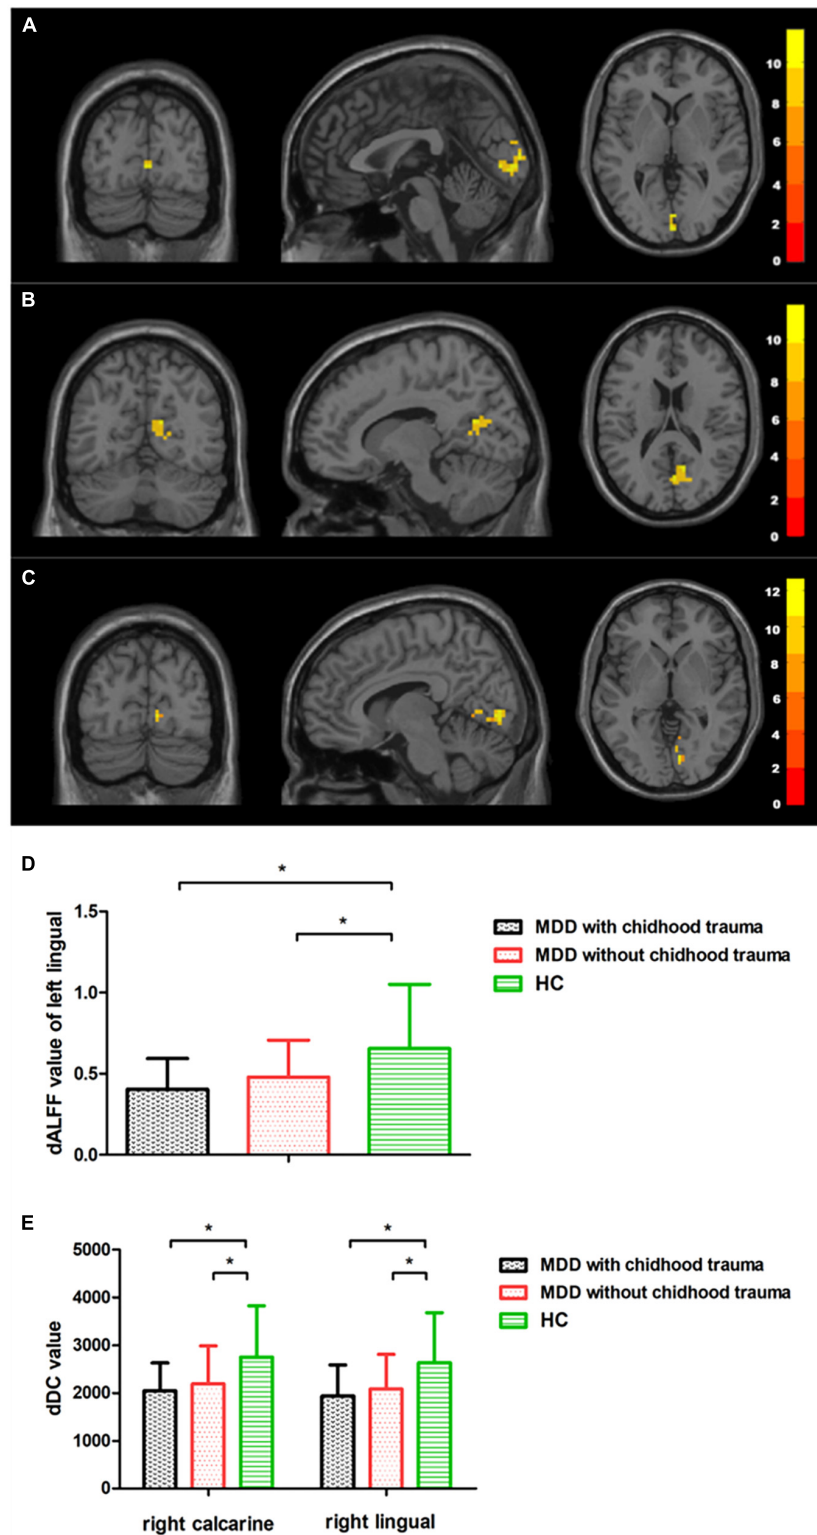 A
10
8
6
4
2
0
B
10
8
6
4
2
0
C
12
10
8
6
4
2
0
D
*
*
dALFF value of left lingual
1.5
1.0
0.5
0.0
MDD with chidhood trauma
MDD without chidhood trauma
HC
E
*
*
*
*
dDC value
5000
4000
3000
2000
1000
0
MDD with chidhood trauma
MDD without chidhood trauma
HC
right calcarine
right lingual